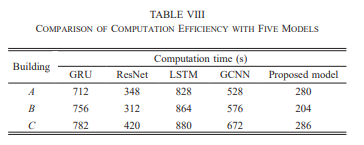 TABLE VIII
COMPARISON OF COMPUTATION EFFICIENCY WITH FIVE MODELS
Building Computation time (s)
GRU ResNet LSTM GCNN Proposed model
A 712 348 828 528 280
B 756 312 864 576 204
C 782 420 880 672 286